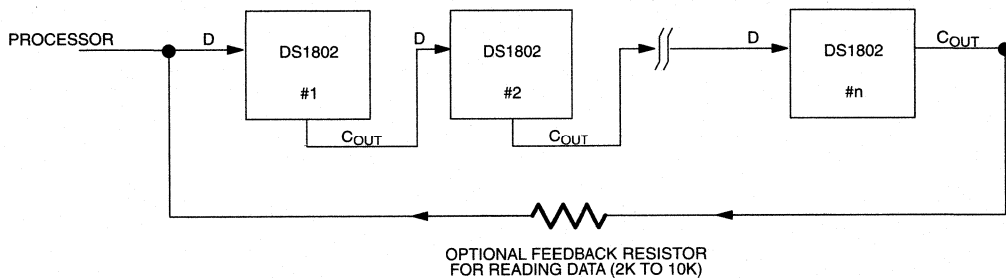 PROCESSOR
D
DS1802
#1
COUT
D
DS1802
#2
COUT
D
DS1802
#n
COUT
OPTIONAL FEEDBACK RESISTOR
FOR READING DATA (2K TO 10K)